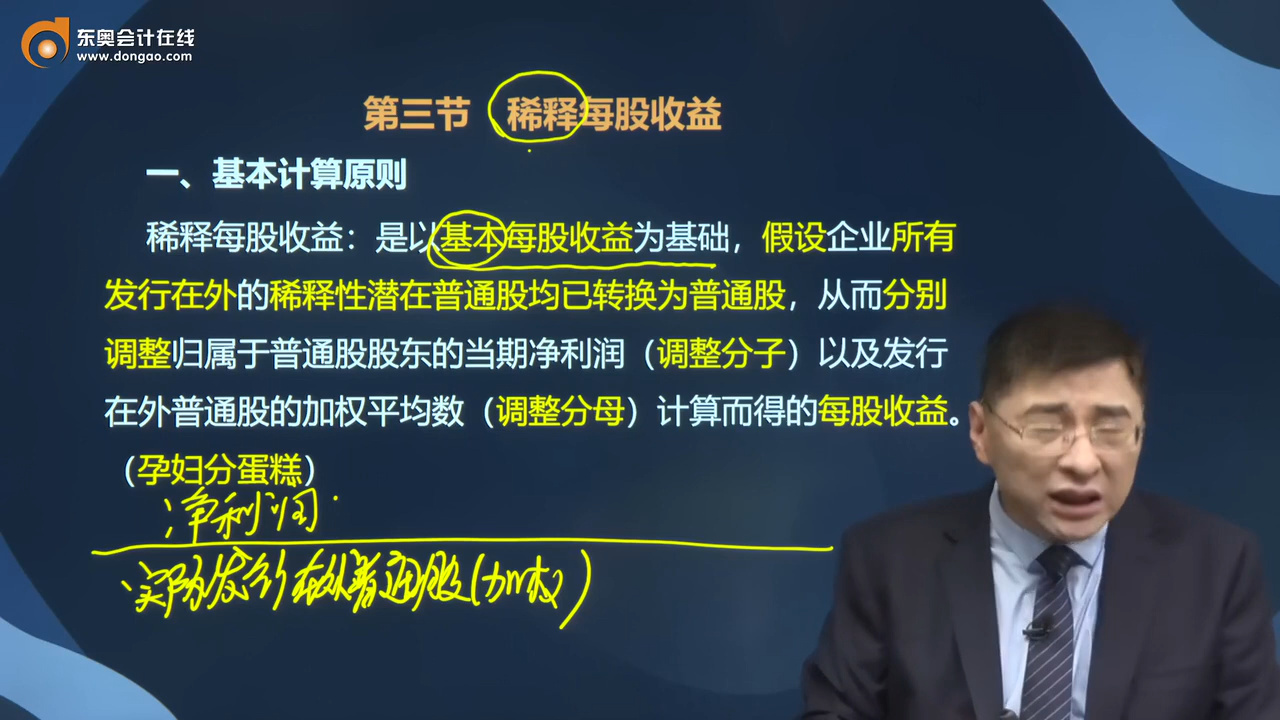 东奥会计在线
www.dongao.com
第三节 稀释每股收益
一、基本计算原则
稀释每股收益：是以基本每股收益为基础，假设企业所有
发行在外的稀释性潜在普通股均已转换为普通股，从而分别
调整归属于普通股股东的当期净利润（调整分子）以及发行
在外普通股的加权平均数（调整分母）计算而得的每股收益。
（孕妇分蛋糕）
净利润
实际发行在外普通股(加权)